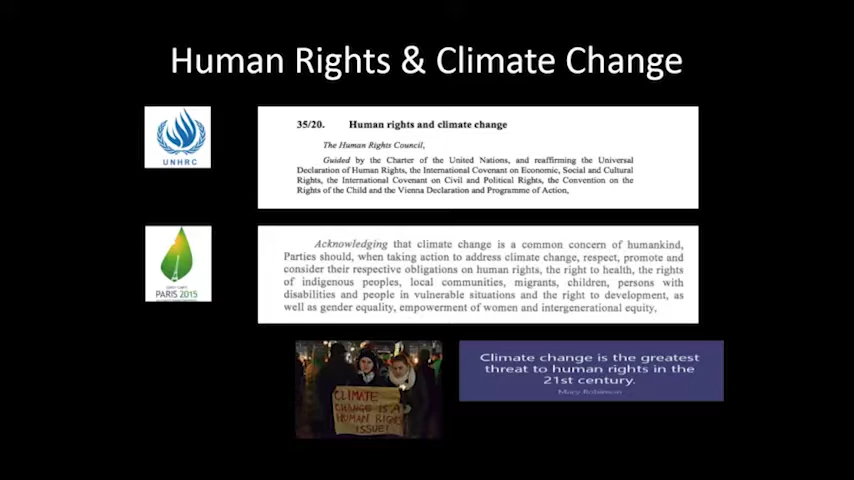 Human Rights & Climate Change
UNHRC
35/20. Human rights and climate change
The Human Rights Council,
Guided by the Charter of the United Nations, and reaffirming the Universal
Declaration of Human Rights, the International Covenant on Economic, Social and Cultural
Rights, the International Covenant on Civil and Political Rights, the Convention on the
Rights of the Child and the Vienna Declaration and Programme of Action,
PARIS 2015
Acknowledging that climate change is a common concern of humankind,
Parties should, when taking action to address climate change, respect, promote and
consider their respective obligations on human rights, the right to health, the rights
of indigenous peoples, local communities, migrants, children, persons with
disabilities and people in vulnerable situations and the right to development, as
well as gender equality, empowerment of women and intergenerational equity,
CLIMATE
CHANGE IS A
HUMAN RIGHTS
ISSUE!
Climate change is the greatest
threat to human rights in the
21st century.
Mary Robinson